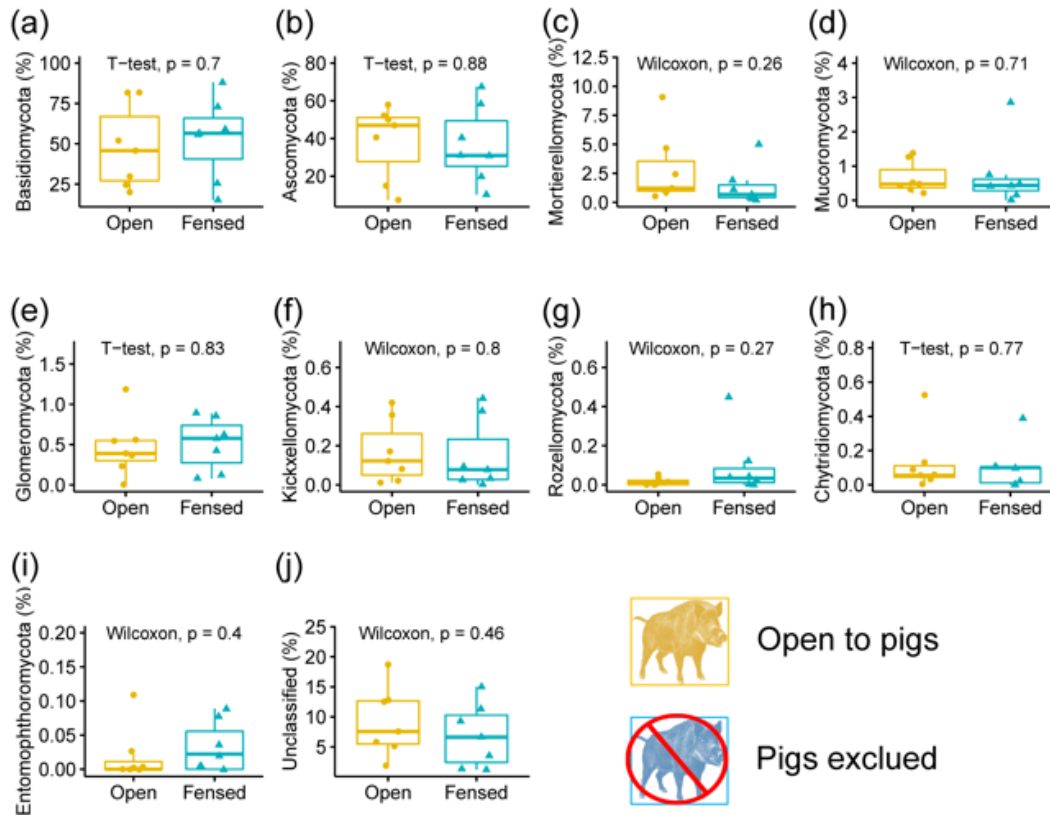 (a)
Basidiomycota (%)
100
75
50
25
T−test, p = 0.7
Open
Fensed
(b)
Ascomycota (%)
80
60
40
20
T−test, p = 0.88
Open
Fensed
(c)
Mortierellomycota (%)
12.5
10.0
7.5
5.0
2.5
0.0
Wilcoxon, p = 0.26
Open
Fensed
(d)
Mucoromycota (%)
4
3
2
1
0
Wilcoxon, p = 0.71
Open
Fensed
(e)
Glomeromycota (%)
1.5
1.0
0.5
0.0
T−test, p = 0.83
Open
Fensed
(f)
Kickxellomycota (%)
0.6
0.4
0.2
0.0
Wilcoxon, p = 0.8
Open
Fensed
(g)
Rozellomycota (%)
0.6
0.4
0.2
0.0
Wilcoxon, p = 0.27
Open
Fensed
(h)
Chytridiomycota (%)
0.8
0.6
0.4
0.2
0.0
T−test, p = 0.77
Open
Fensed
(i)
Entomophthoromycota (%)
0.20
0.15
0.10
0.05
0.00
Wilcoxon, p = 0.4
Open
Fensed
(j)
Unclassified (%)
25
20
15
10
5
Wilcoxon, p = 0.46
Open
Fensed
Open to pigs
Pigs exclued